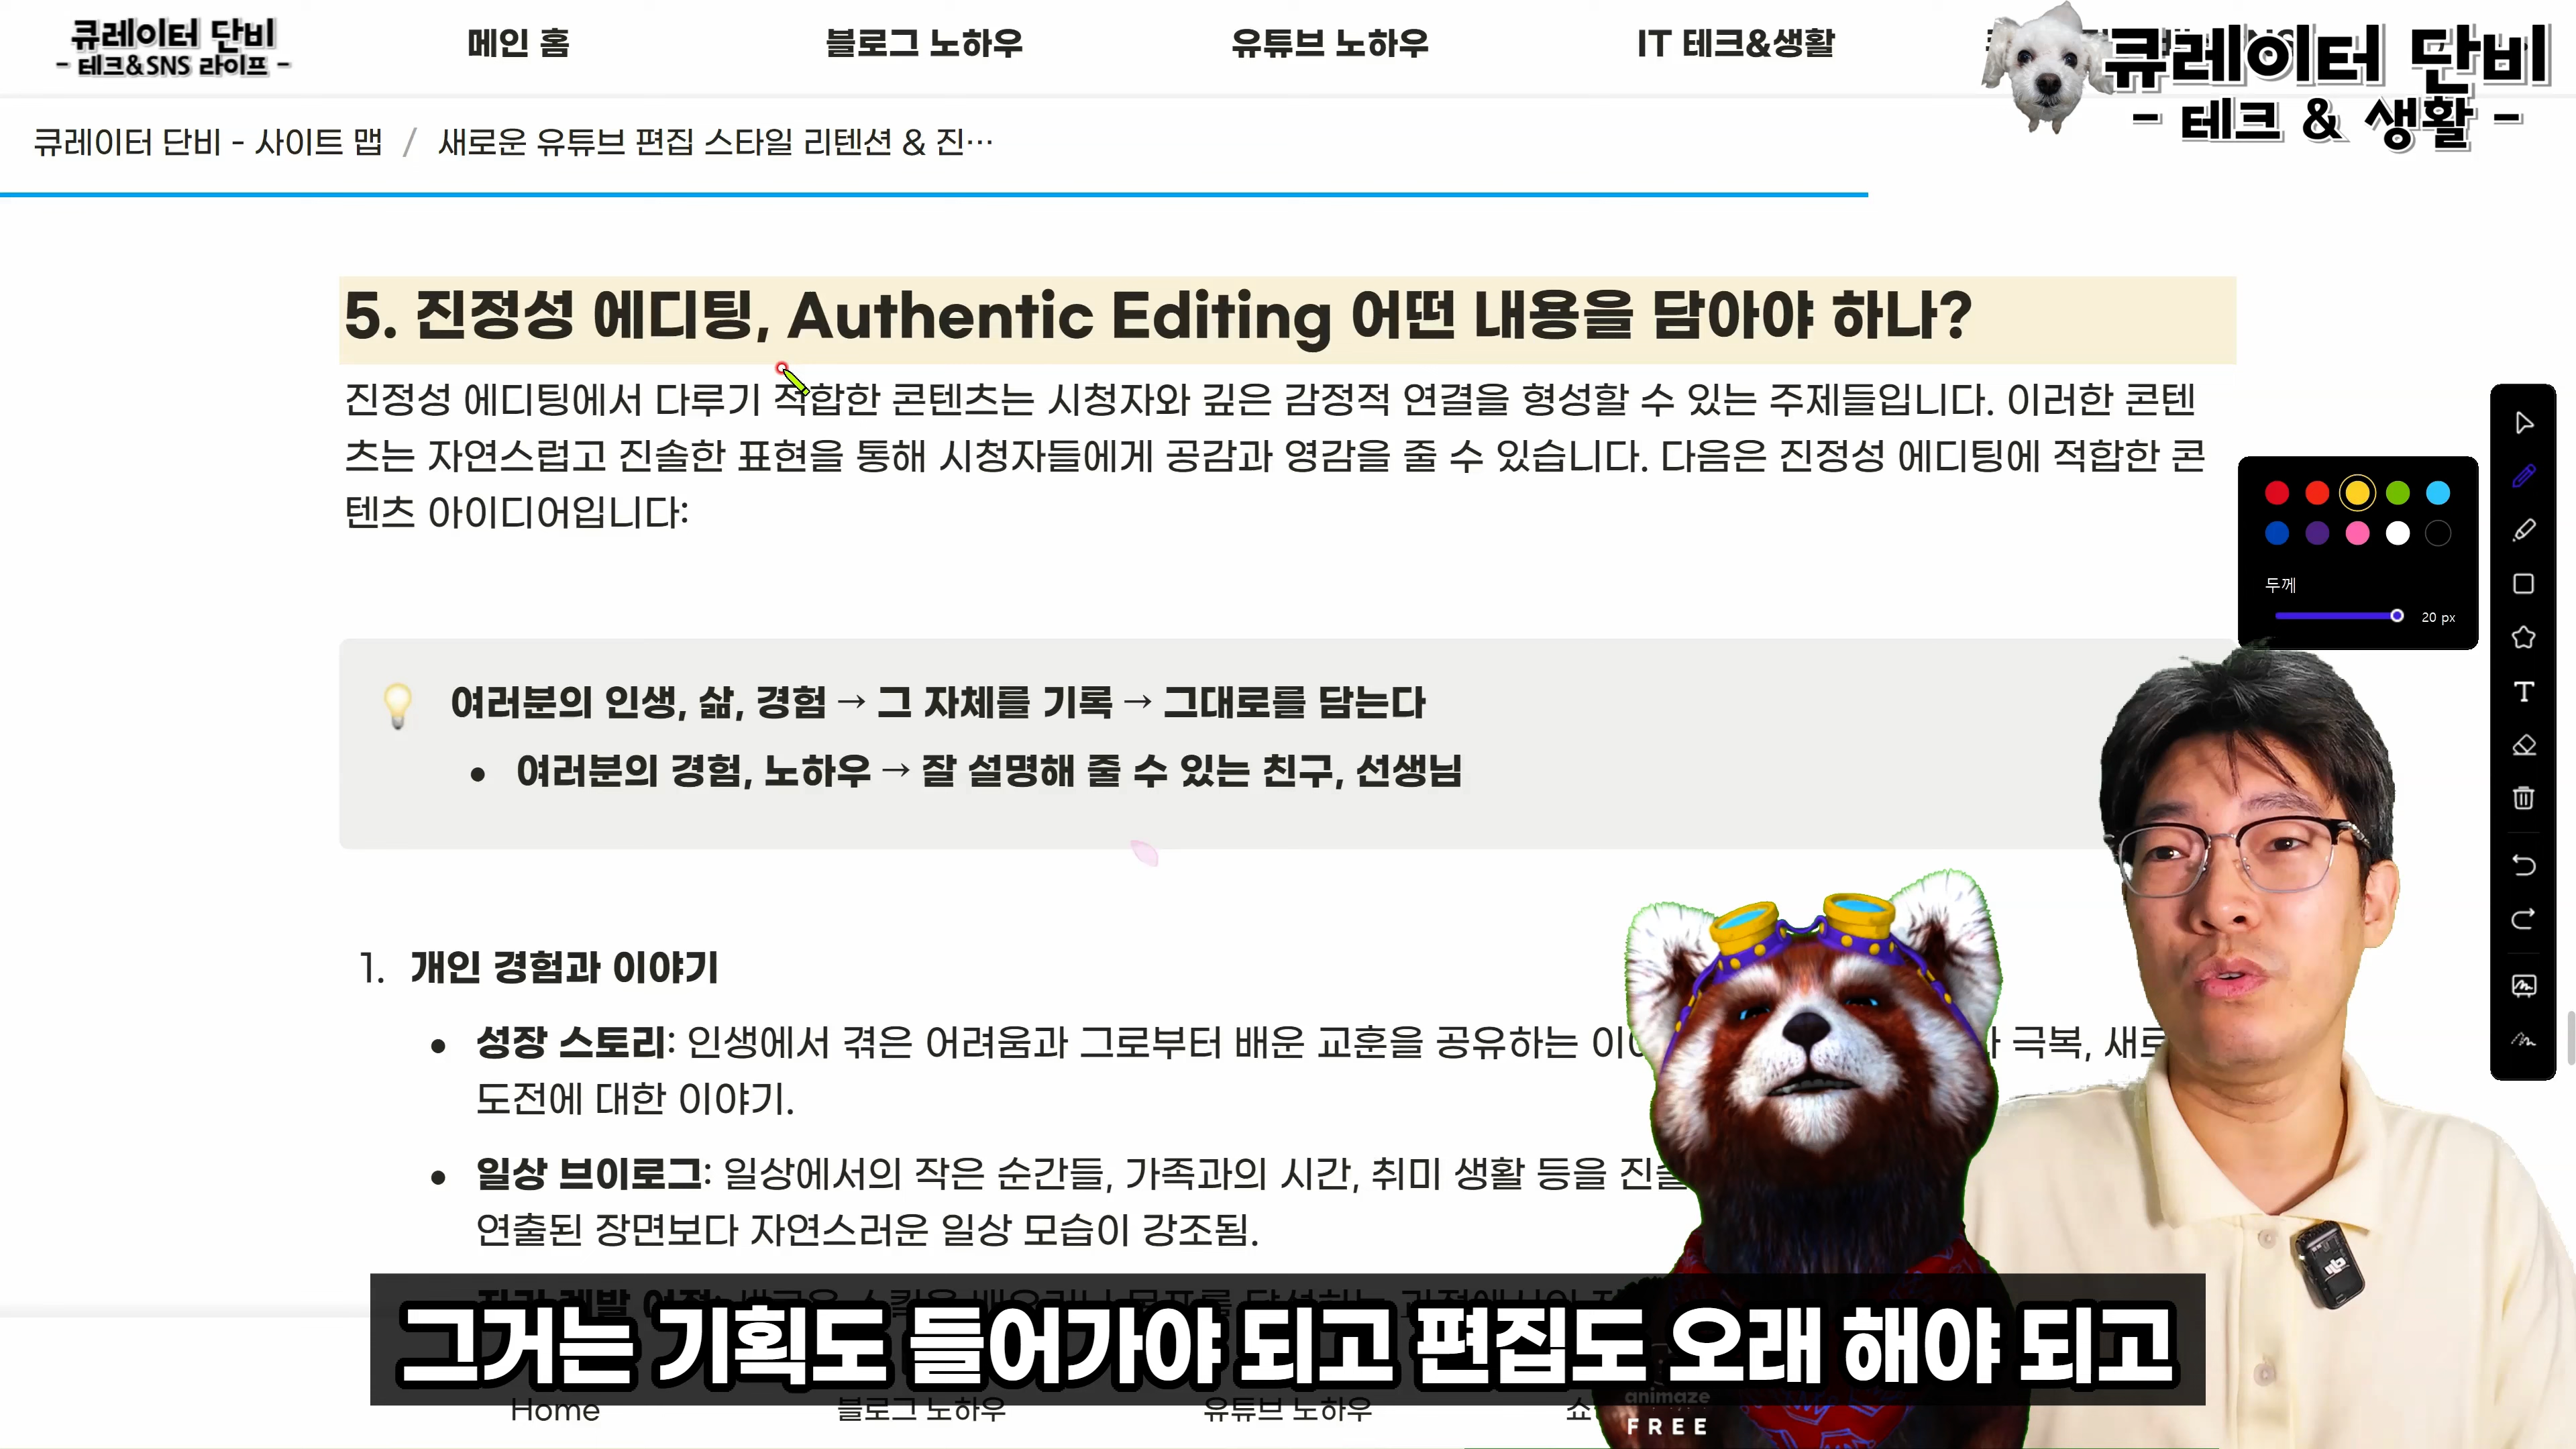 큐레이터 단비
- 테크&SNS 라이프 -
메인 홈
블로그 노하우
유튜브 노하우
IT 테크&생활
큐레이터 단비
- 테크 & 생활 -
큐레이터 단비 - 사이트 맵 / 새로운 유튜브 편집 스타일 리텐션 & 진…
5. 진정성 에디팅, Authentic Editing 어떤 내용을 담아야 하나?
진정성 에디팅에서 다루기 적합한 콘텐츠는 시청자와 깊은 감정적 연결을 형성할 수 있는 주제들입니다. 이러한 콘텐
츠는 자연스럽고 진솔한 표현을 통해 시청자들에게 공감과 영감을 줄 수 있습니다. 다음은 진정성 에디팅에 적합한 콘
텐츠 아이디어입니다:
두께
20 px
여러분의 인생, 삶, 경험 → 그 자체를 기록 → 그대로를 담는다
• 여러분의 경험, 노하우 → 잘 설명해 줄 수 있는 친구, 선생님
1. 개인 경험과 이야기
• 성장 스토리: 인생에서 겪은 어려움과 그로부터 배운 교훈을 공유하는 극복, 새로
도전에 대한 이야기.
• 일상 브이로그: 일상에서의 작은 순간들, 가족과의 시간, 취미 생활 등을
연출된 장면보다 자연스러운 일상 모습이 강조됨.
그거는 기획도 들어가야 되고 편집도 오래 해야 되고
Home
블로그 노하우
유튜브 노하우
animaze
FREE